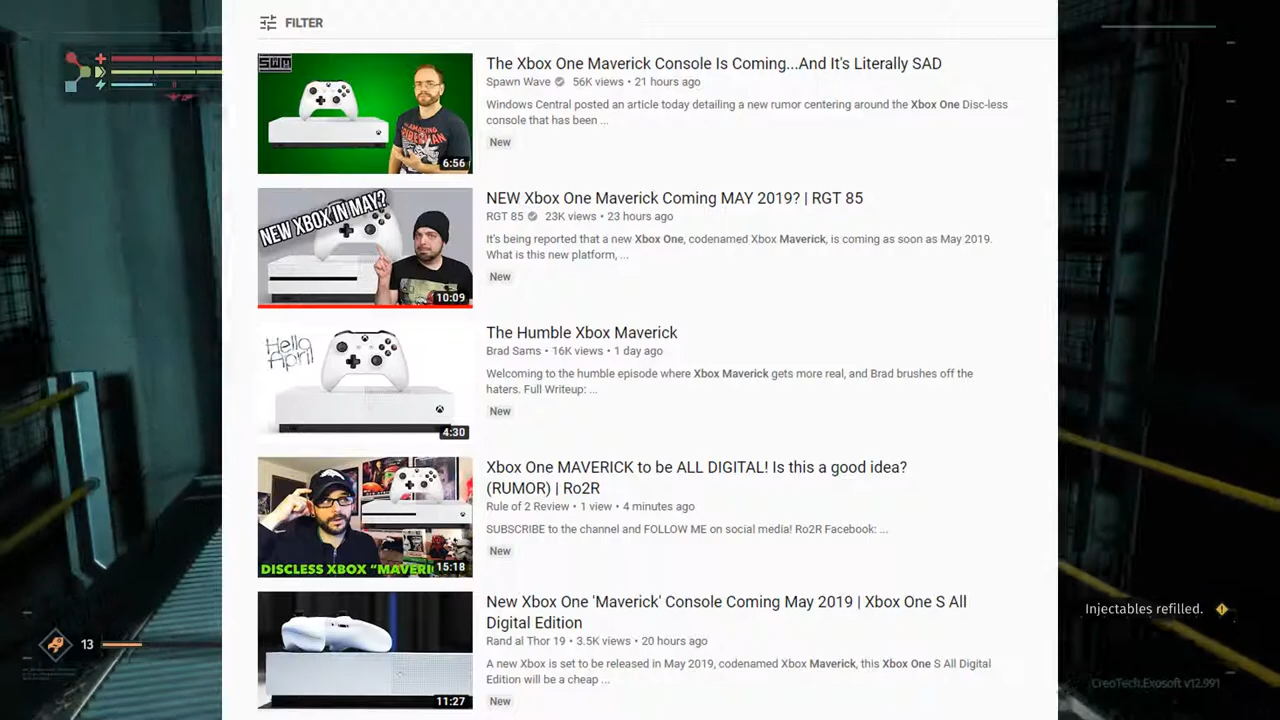 FILTER
SWM
The Xbox One Maverick Console Is Coming...And It's Literally SAD
Spawn Wave 56K views • 21 hours ago
Windows Central posted an article today detailing a new rumor centering around the Xbox One Disc-less
console that has been ...
New
6:56
NEW XBOX IN MAY?
NEW Xbox One Maverick Coming MAY 2019? | RGT 85
RGT 85 23K views • 23 hours ago
It's being reported that a new Xbox One, codenamed Xbox Maverick, is coming as soon as May 2019.
What is this new platform, ...
New
10:09
Hello
April
The Humble Xbox Maverick
Brad Sams • 16K views • 1 day ago
Welcoming to the humble episode where Xbox Maverick gets more real, and Brad brushes off the
haters. Full Writeup: ...
New
4:30
Xbox One MAVERICK to be ALL DIGITAL! Is this a good idea?
(RUMOR) | Ro2R
Rule of 2 Review • 1 view • 4 minutes ago
SUBSCRIBE to the channel and FOLLOW ME on social media! Ro2R Facebook: ...
New
DISCLESS XBOX "MAVERI
15:18
New Xbox One 'Maverick' Console Coming May 2019 | Xbox One S All
Digital Edition
Rand al Thor 19 • 3.5K views • 20 hours ago
A new Xbox is set to be released in May 2019, codenamed Xbox Maverick, this Xbox One S All Digital
Edition will be a cheap ...
New
11:27
13
Injectables refilled.
CreoTech.Exosoft v12.991